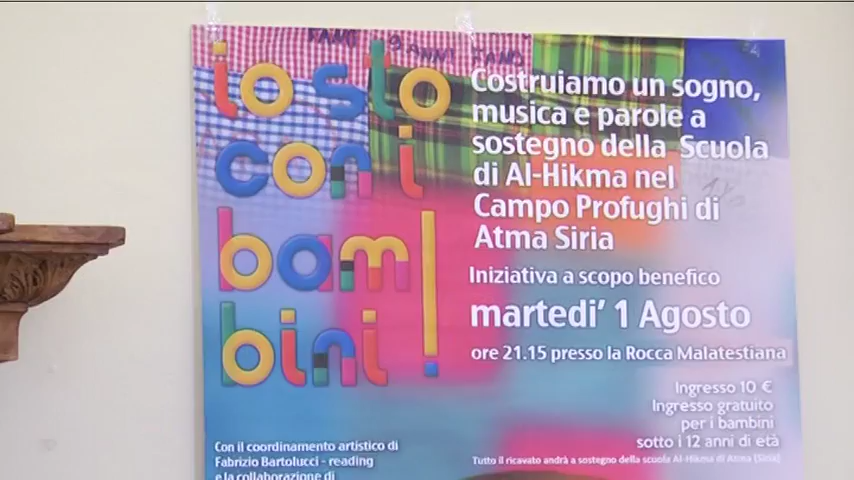 io sto
con i
bam
bini!
Costruiamo un sogno,
musica e parole a
sostegno della Scuola
di Al-Hikma nel
Campo Profughi di
Atma Siria
Iniziativa a scopo benefico
martedi' 1 Agosto
ore 21.15 presso la Rocca Malatestiana
Ingresso 10 €
Ingresso gratuito
per i bambini
sotto i 12 anni di età
Tutto il ricavato andrà a sostegno della scuola Al-Hikma di Atma (Siria)
Con il coordinamento artistico di
Fabrizio Bartolucci - reading
e la collaborazione di